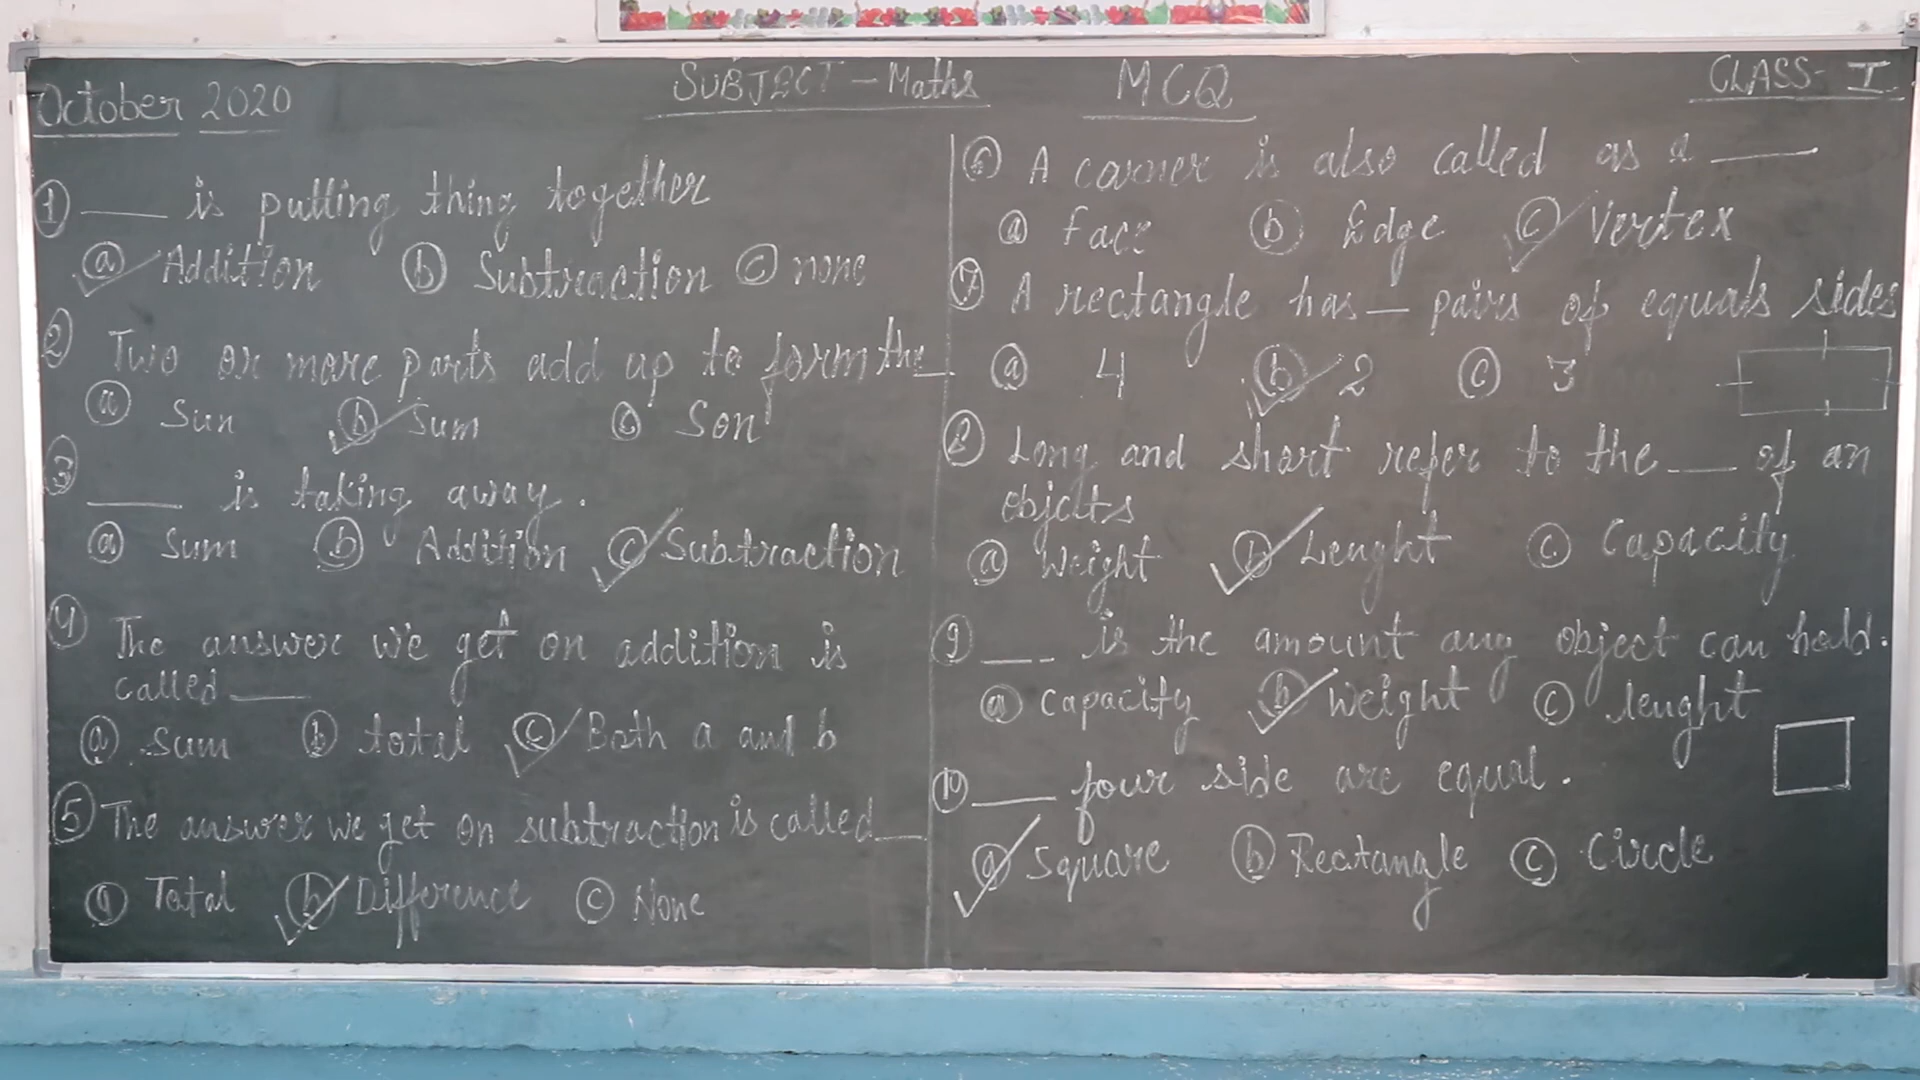 October 2020
SUBJECT - Maths
MCQ
CLASS- I
① ___ is putting thing together
ⓐ Addition ⓑ Subtraction ⓒ none
② Two or more parts add up to form the _
ⓐ Sun ⓑ Sum ⓒ Son
③ ___ is taking away.
ⓐ Sum ⓑ Addition ⓒ Subtraction
④ The answer we get on addition is
called ___
ⓐ Sum ⓑ total ⓒ Both a and b
⑤ The answer we get on subtraction is called __
ⓐ Total ⓑ Difference ⓒ None
⑥ A corner is also called as a ___
ⓐ face ⓑ Edge ⓒ Vertex
⑦ A rectangle has _ pairs of equals sides
ⓐ 4 ⓑ 2 ⓒ 3
⑧ Long and short refer to the __ of an
objcts
ⓐ Weight ⓑ Lenght ⓒ Capacity
⑨ ___ is the amount any object can hold.
ⓐ Capacity ⓑ Weight ⓒ lenght
⑩ ___ four side are equal.
ⓐ Square ⓑ Rectangle ⓒ Circle